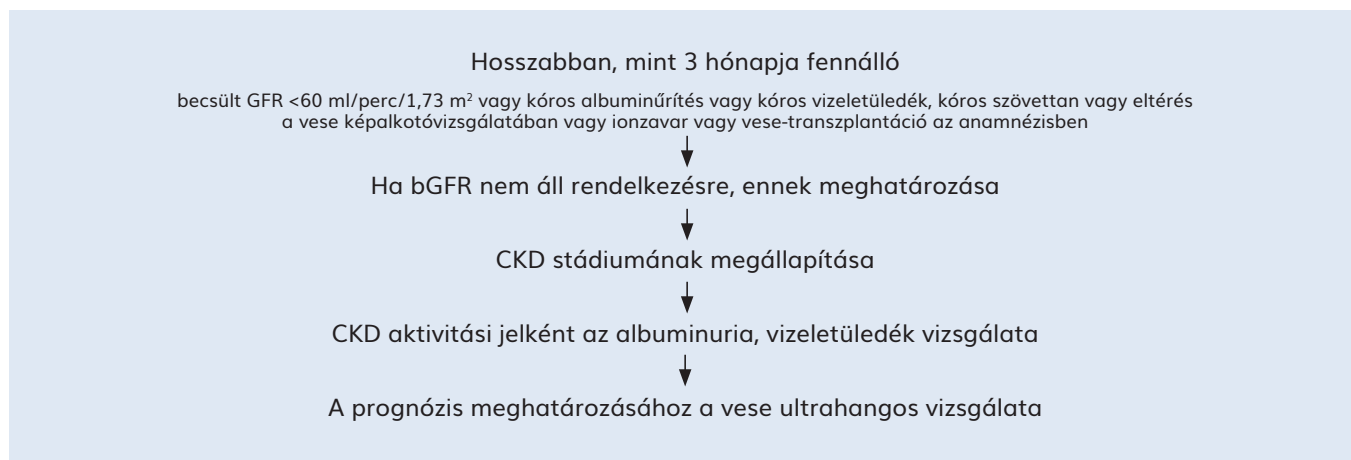 Hosszabban, mint 3 hónapja fennálló
becsült GFR <60 ml/perc/1,73 m² vagy kóros albuminűrítés vagy kóros vizeletüledék, kóros szövettan vagy eltérés
a vese képalkotóvizsgálatában vagy ionzavar vagy vese-transzplantáció az anamnézisben
Ha bGFR nem áll rendelkezésre, ennek meghatározása
CKD stádiumának megállapítása
CKD aktivitási jelként az albuminuria, vizeletüledék vizsgálata
A prognózis meghatározásához a vese ultrahangos vizsgálata